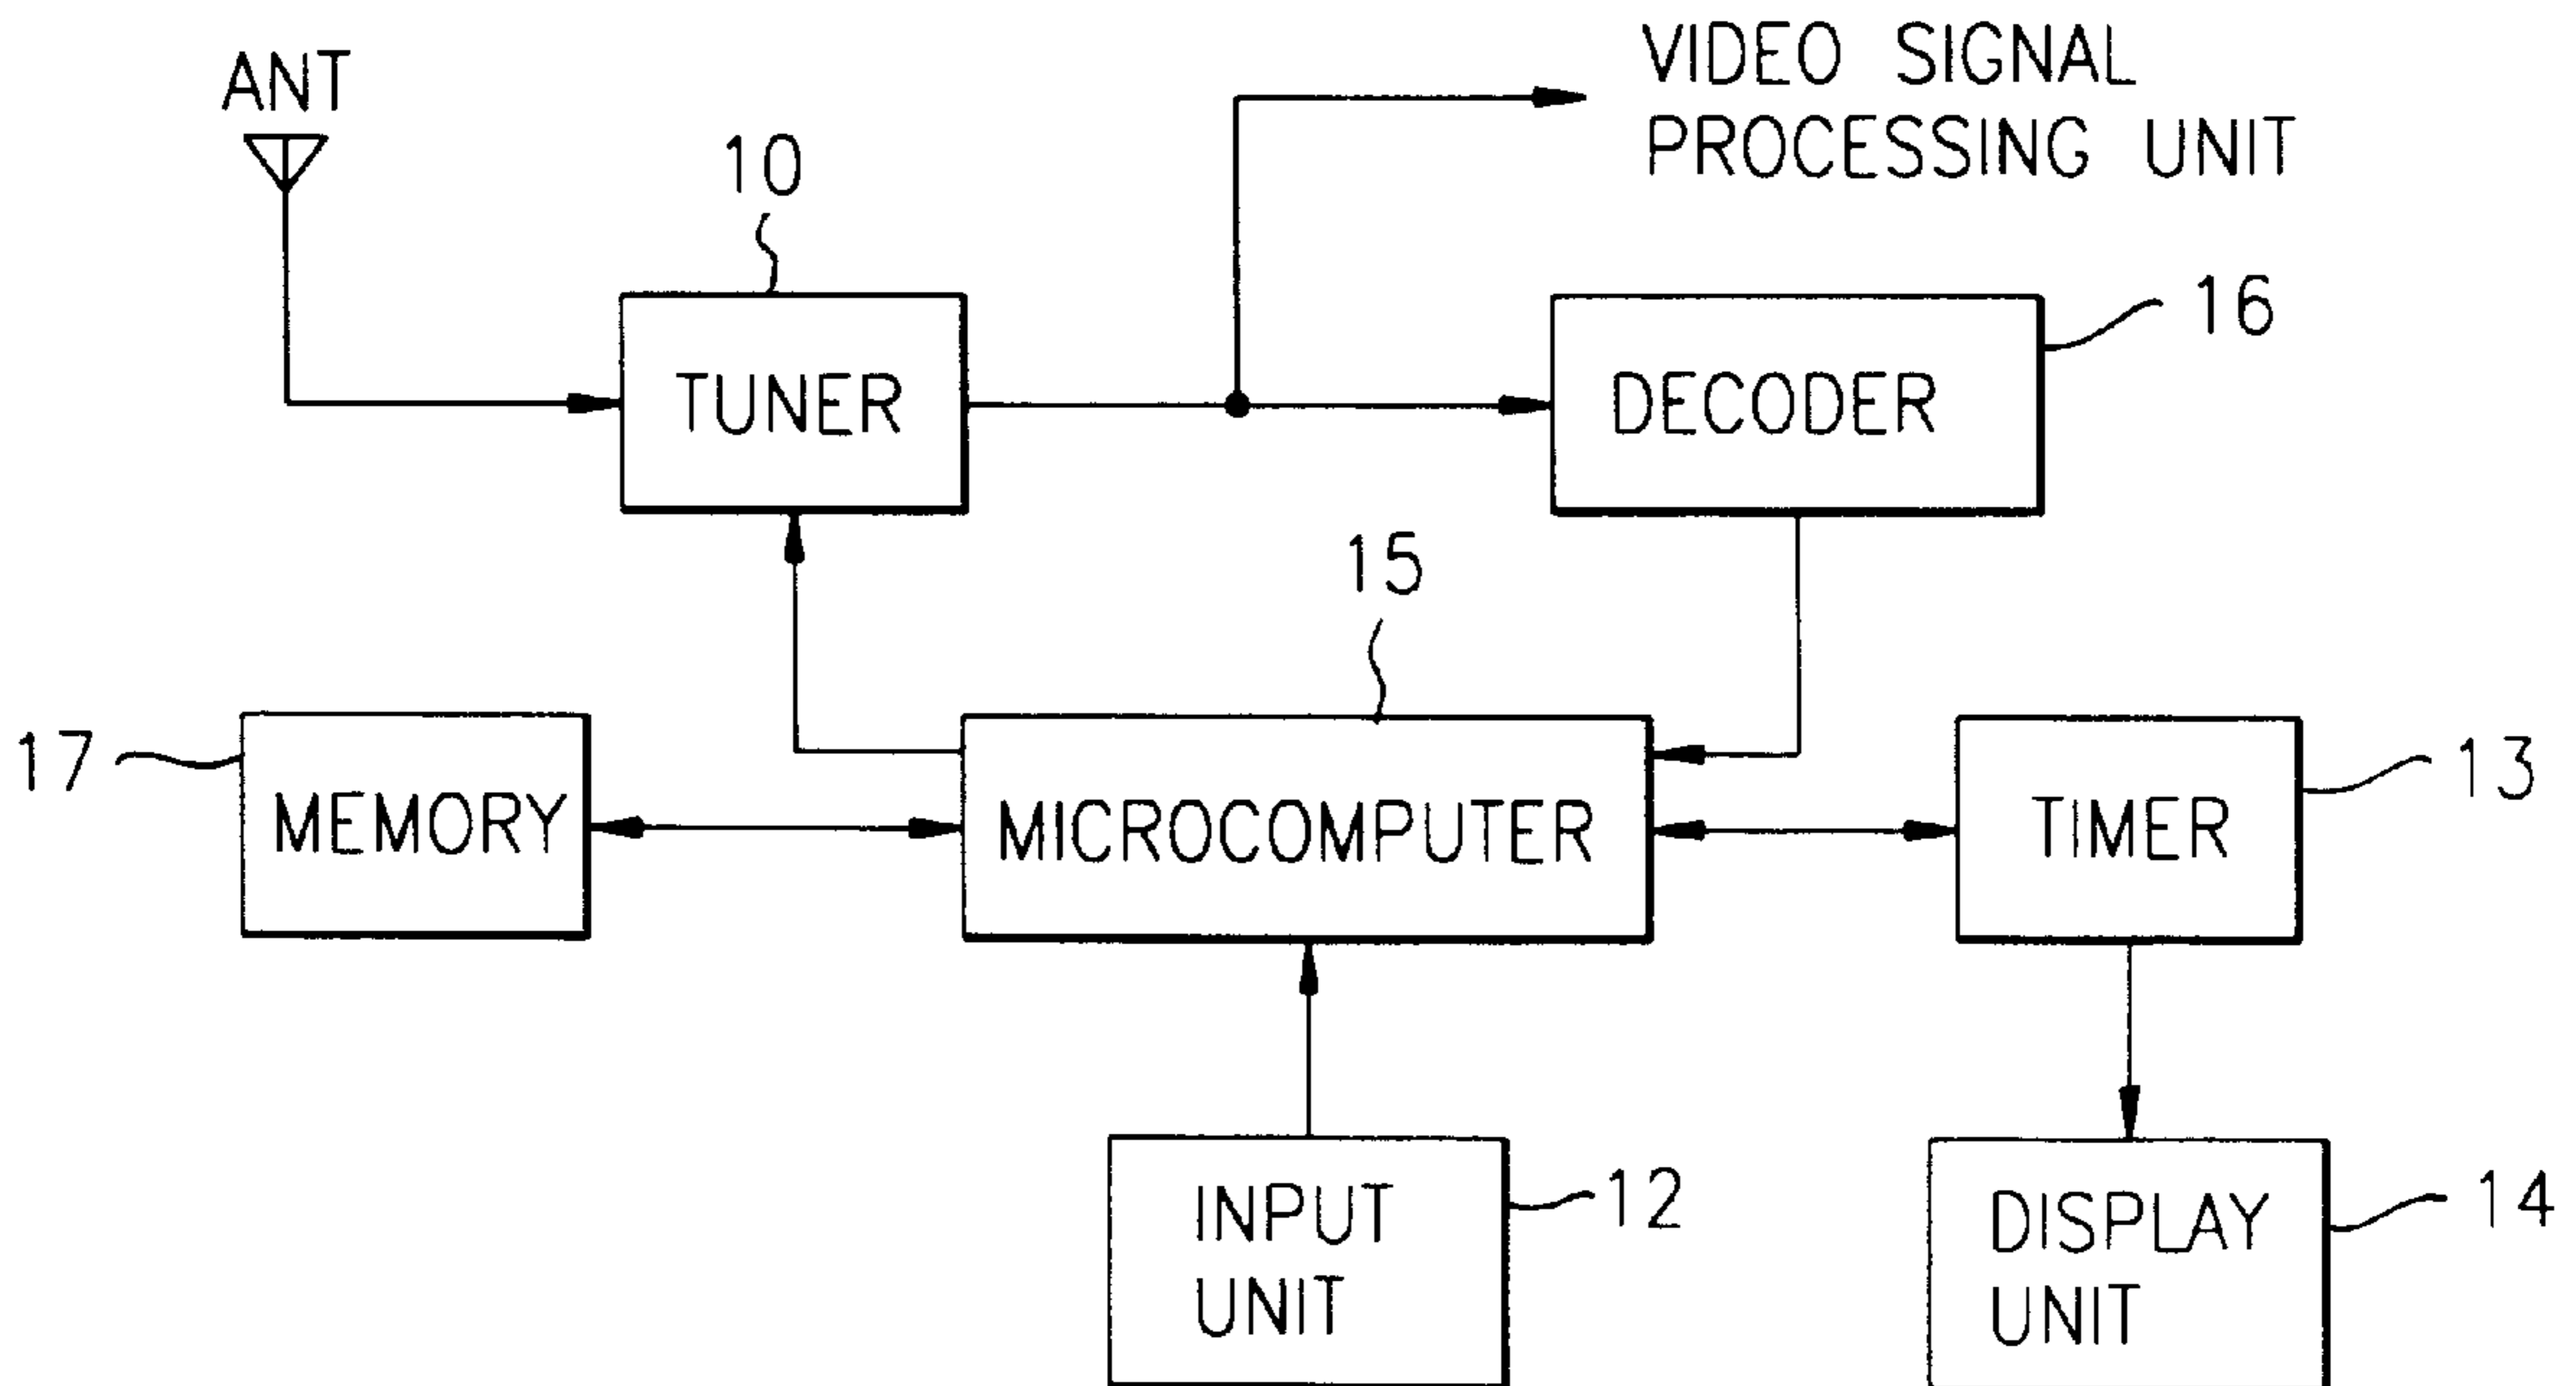 VIDEO SIGNAL
PROCESSING UNIT
ANT
10
16
TUNER
DECODER
15
17
13
MEMORY
MICROCOMPUTER
TIMER
12
14
INPUT
UNIT
DISPLAY
UNIT